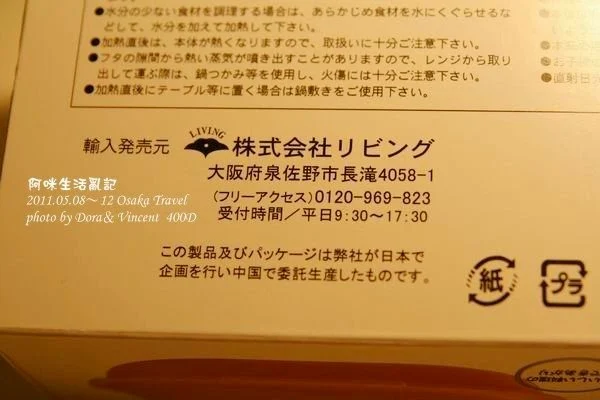 ●水分の少ない食材を調理する場合は、あらかじめ食材を水にくぐらせるな
どして、水分を加えて加熱して下さい。
●加熱直後は、本体が熱くなりますので、取扱いに十分ご注意下さい。
●フタの隙間から熱い蒸気が噴き出すことがありますので、レンジから取り
出して運ぶ際は、鍋つかみ等を使用し、火傷には十分ご注意下さい。
●加熱直後にテーブル等に置く場合は鍋敷きをご使用下さい。
●直射日光
輸入発売元
LIVING
株式会社リビング
大阪府泉佐野市長滝4058-1
(フリーアクセス)0120-969-823
受付時間／平日9:30〜17:30
この製品及びパッケージは弊社が日本で
企画を行い中国で委託生産したものです。
紙
プラ
阿咪生活亂記
2011.05.08～12 Osaka Travel
photo by Dora & Vincent 400D